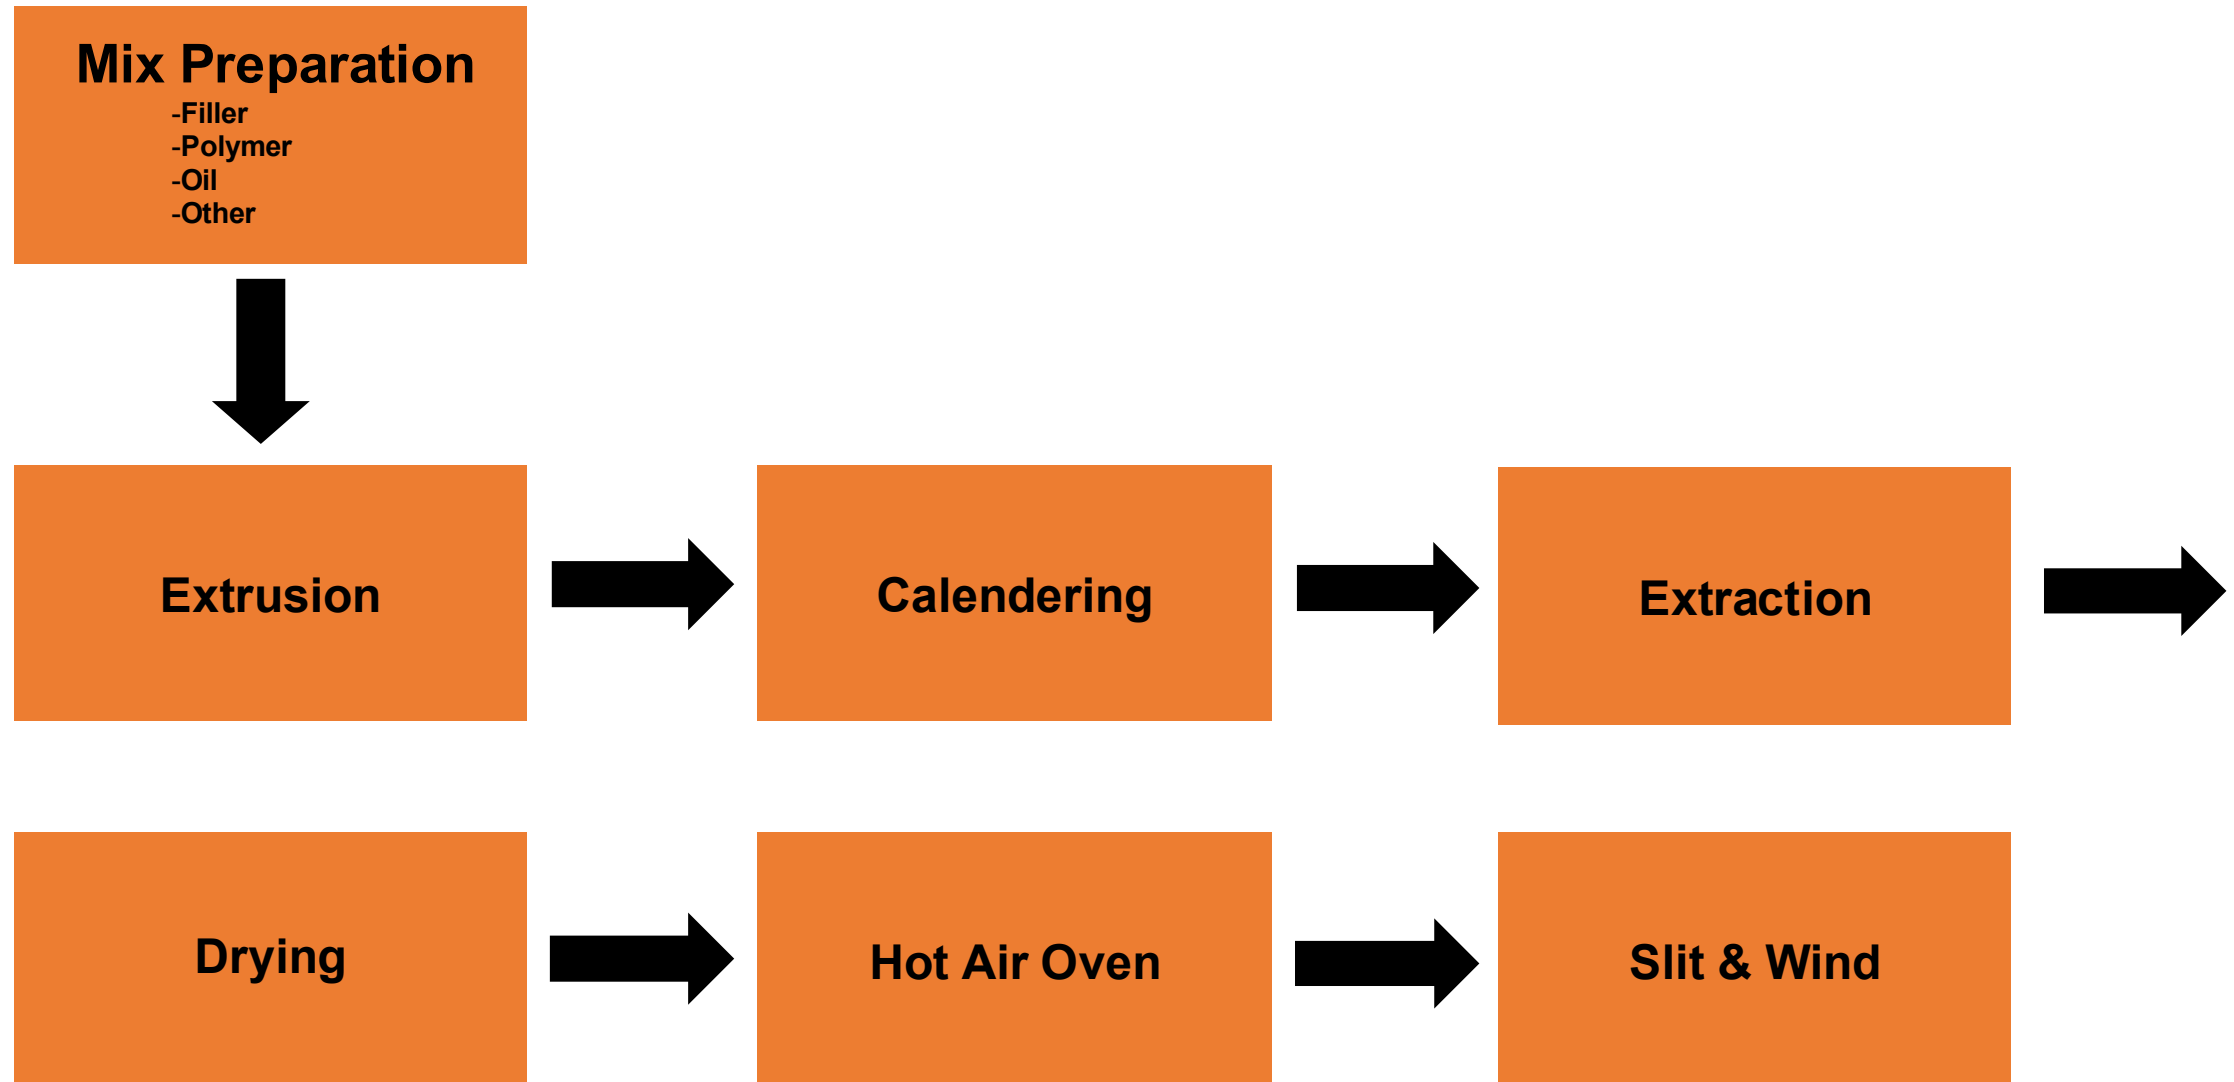 Mix Preparation
-Filler
-Polymer
-Oil
-Other
Extrusion
Calendering
Extraction
Drying
Hot Air Oven
Slit & Wind